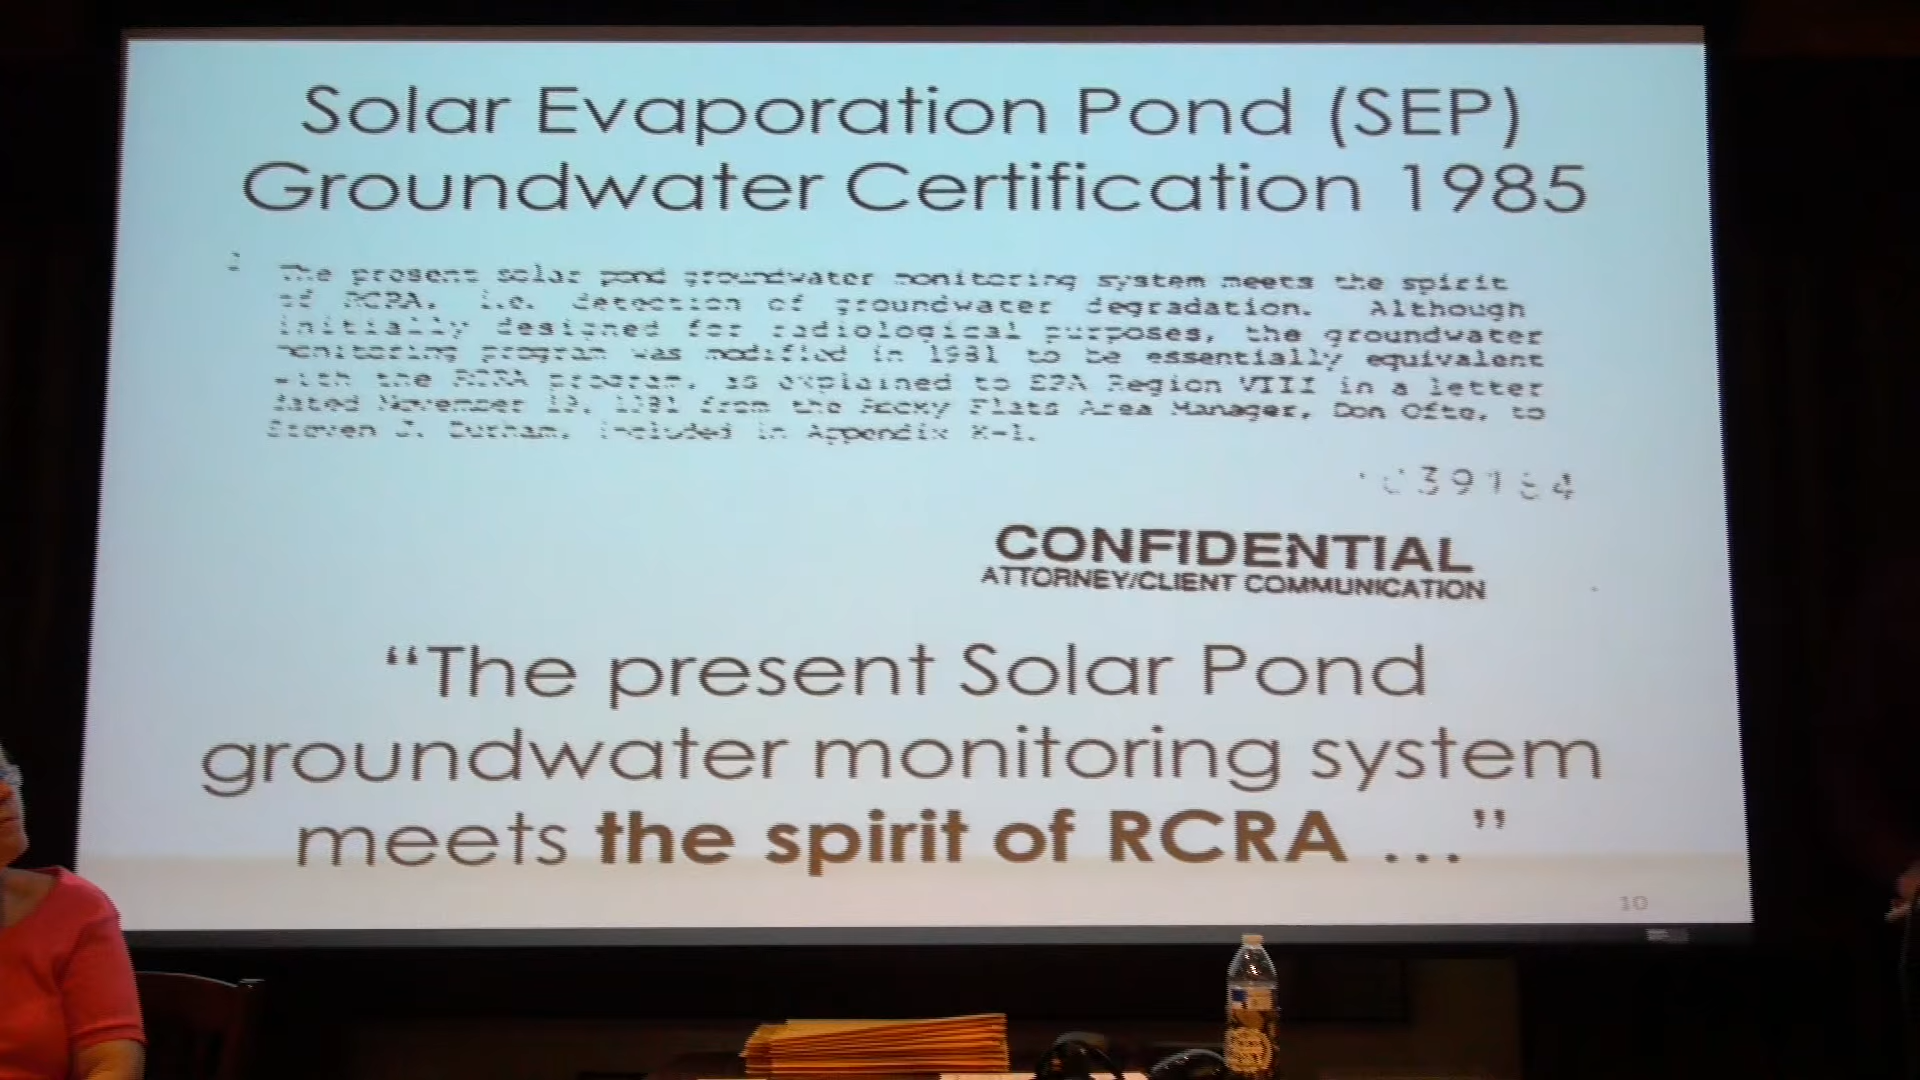 Solar Evaporation Pond (SEP)
Groundwater Certification 1985
The present solar pond groundwater monitoring system meets the spirit
of RCRA, i.e. detection of groundwater degradation. Although
initially designed for radiological purposes, the groundwater
monitoring program was modified in 1981 to be essentially equivalent
with the RCRA program, as explained to EPA Region VIII in a letter
dated November 19, 1981 from the Rocky Flats Area Manager, Don Ofte, to
Steven J. Durham, included in Appendix K-1.
CONFIDENTIAL
ATTORNEY/CLIENT COMMUNICATION
“The present Solar Pond
groundwater monitoring system
meets the spirit of RCRA ...”
10